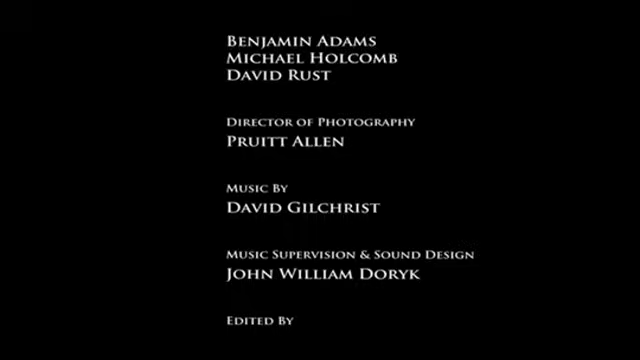 Benjamin Adams
Michael Holcomb
David Rust
Director of Photography
Pruitt Allen
Music By
David Gilchrist
Music Supervision & Sound Design
John William Doryk
Edited By